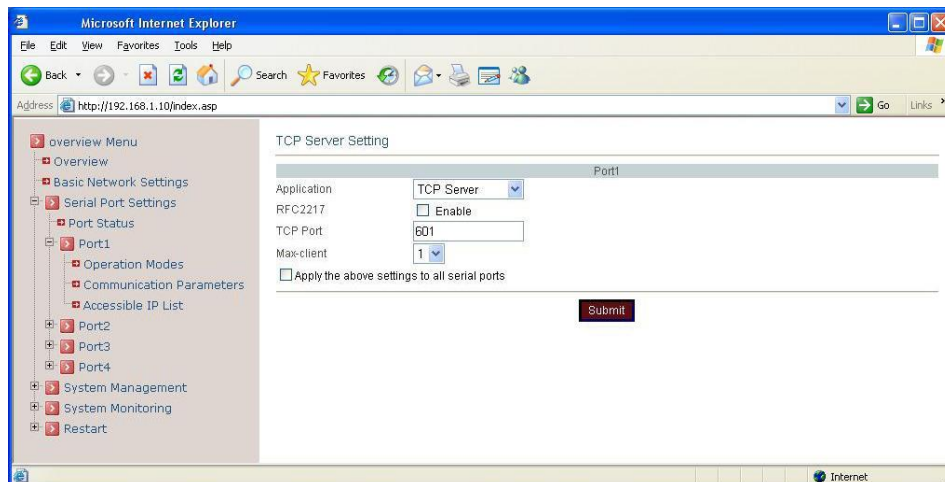 Microsoft Internet Explorer
File Edit View Favorites Tools Help
Back Search Favorites
Address http://192.168.1.10/index.asp Go Links
overview Menu
Overview
Basic Network Settings
Serial Port Settings
Port Status
Port1
Operation Modes
Communication Parameters
Accessible IP List
Port2
Port3
Port4
System Management
System Monitoring
Restart
TCP Server Setting
Port1
Application TCP Server
RFC2217 Enable
TCP Port 601
Max-client 1
Apply the above settings to all serial ports
Submit
Internet